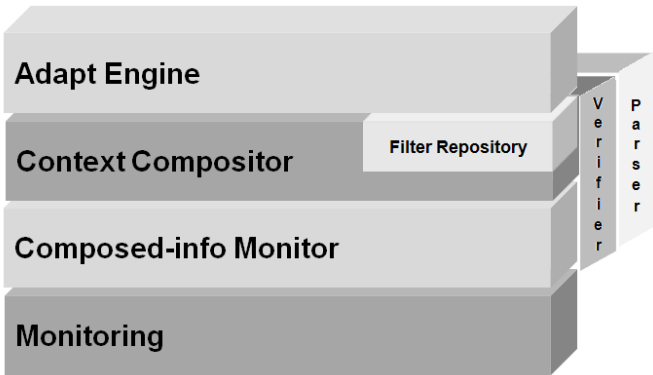 Adapt Engine
Context Compositor
Filter Repository
Composed-info Monitor
Monitoring
Verifier
Parser